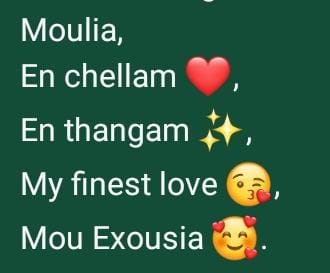 Moulia,
En chellam ❤️,
En thangam ✨,
My finest love 😘,
Mou Exousia 🥰.